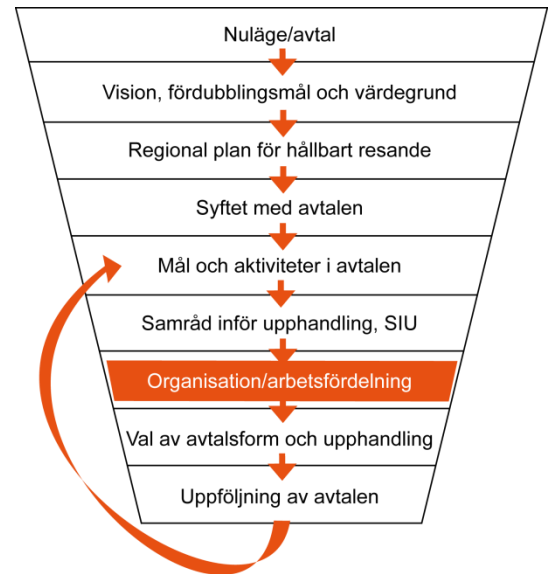 Nuläge/avtal
Vision, fördubblingsmål och värdegrund
Regional plan för hållbart resande
Syftet med avtalen
Mål och aktiviteter i avtalen
Samråd inför upphandling, SIU
Organisation/arbetsfördelning
Val av avtalsform och upphandling
Uppföljning av avtalen